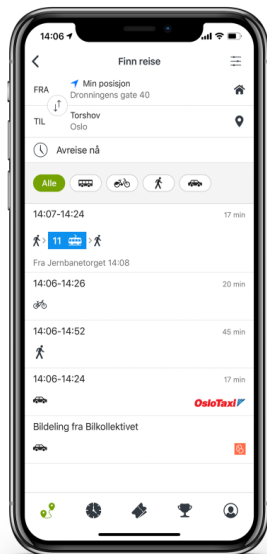 14:06
Finn reise
FRA
Min posisjon
Dronningens gate 40
TIL
Torshov
Oslo
Avreise nå
Alle
14:07-14:24
17 min
11
Fra Jernbanetorget 14:08
14:06-14:26
20 min
14:06-14:52
45 min
14:06-14:24
17 min
OsloTaxi
Bildeling fra Bilkollektivet